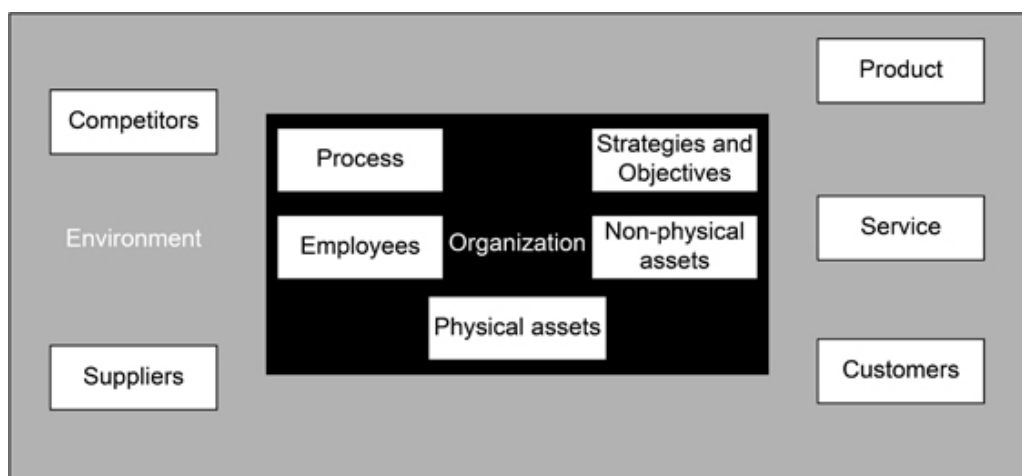 Product
Competitors
Process
Strategies and
Objectives
Environment
Employees
Organization
Non-physical
assets
Service
Physical assets
Suppliers
Customers